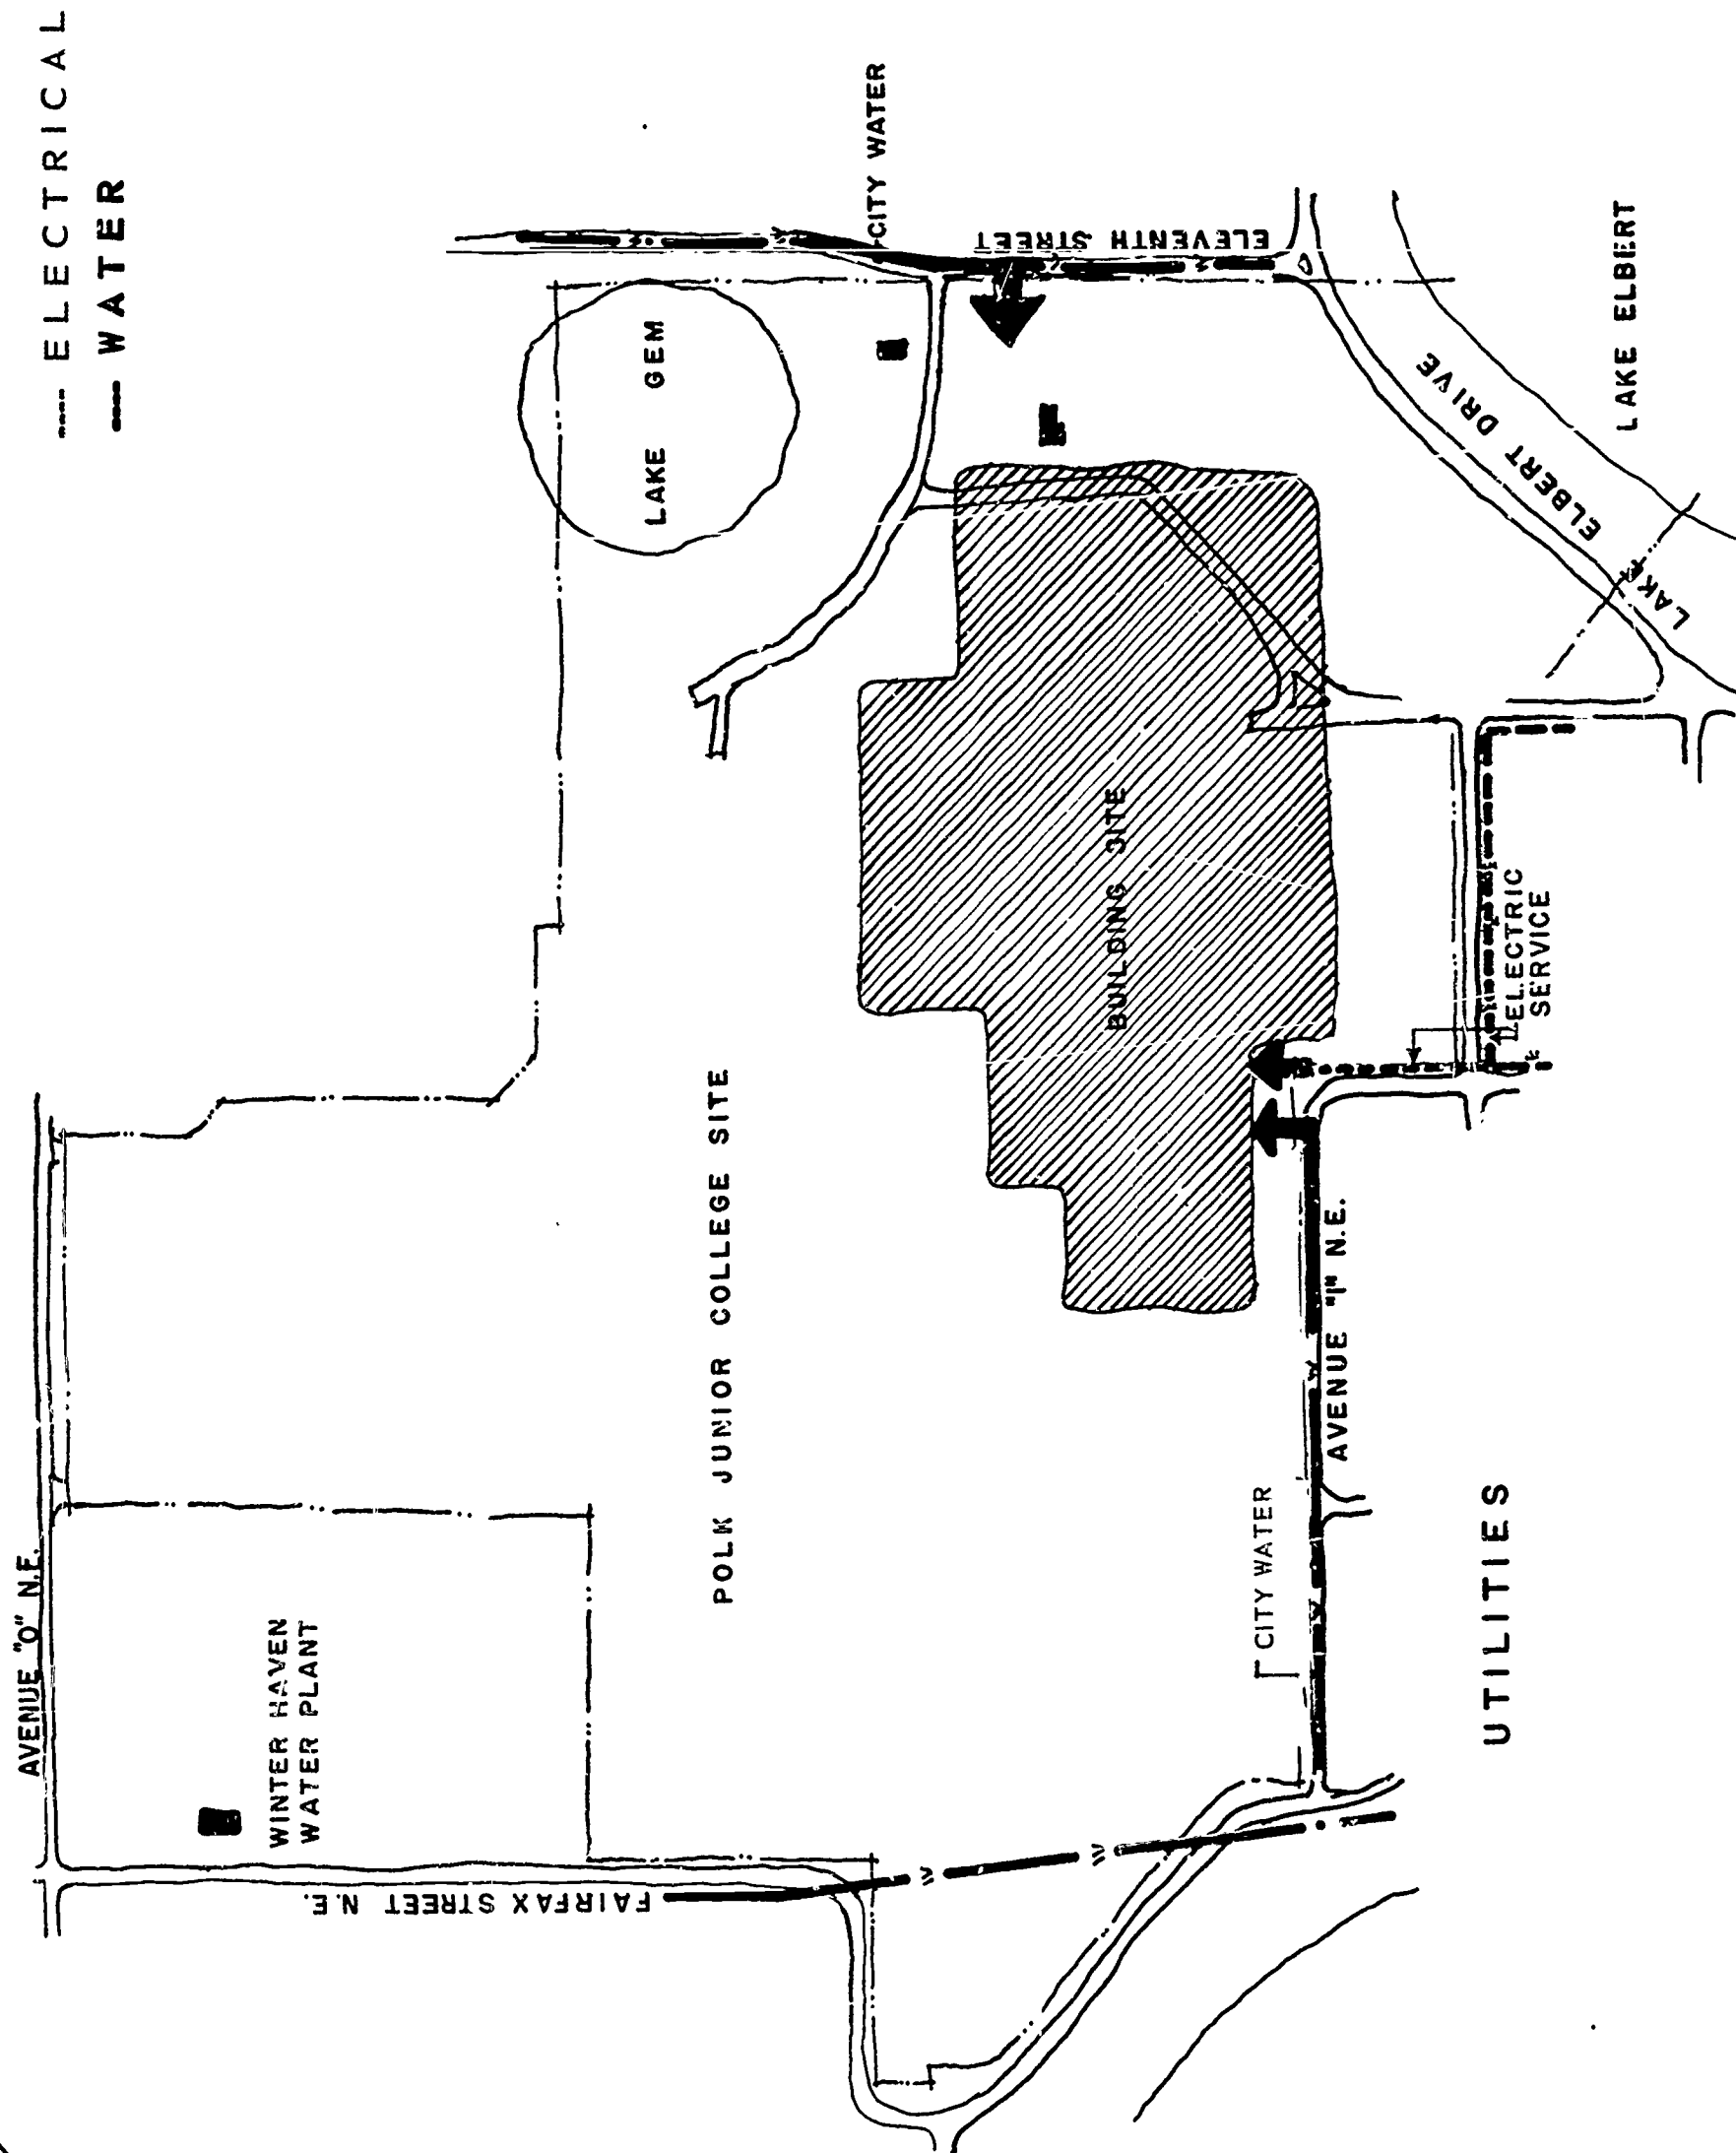 ELECTRICAL
WATER
AVENUE "O" N.E.
WINTER HAVEN
WATER PLANT
FAIRFAX STREET N.E.
POLK JUNIOR COLLEGE SITE
LAKE GEM
CITY WATER
ELEVENTH STREET
BUILDING SITE
LAKE ELBERT DRIVE
LAKE ELBERT
ELECTRIC
SERVICE
AVENUE "I" N.E.
CITY WATER
UTILITIES